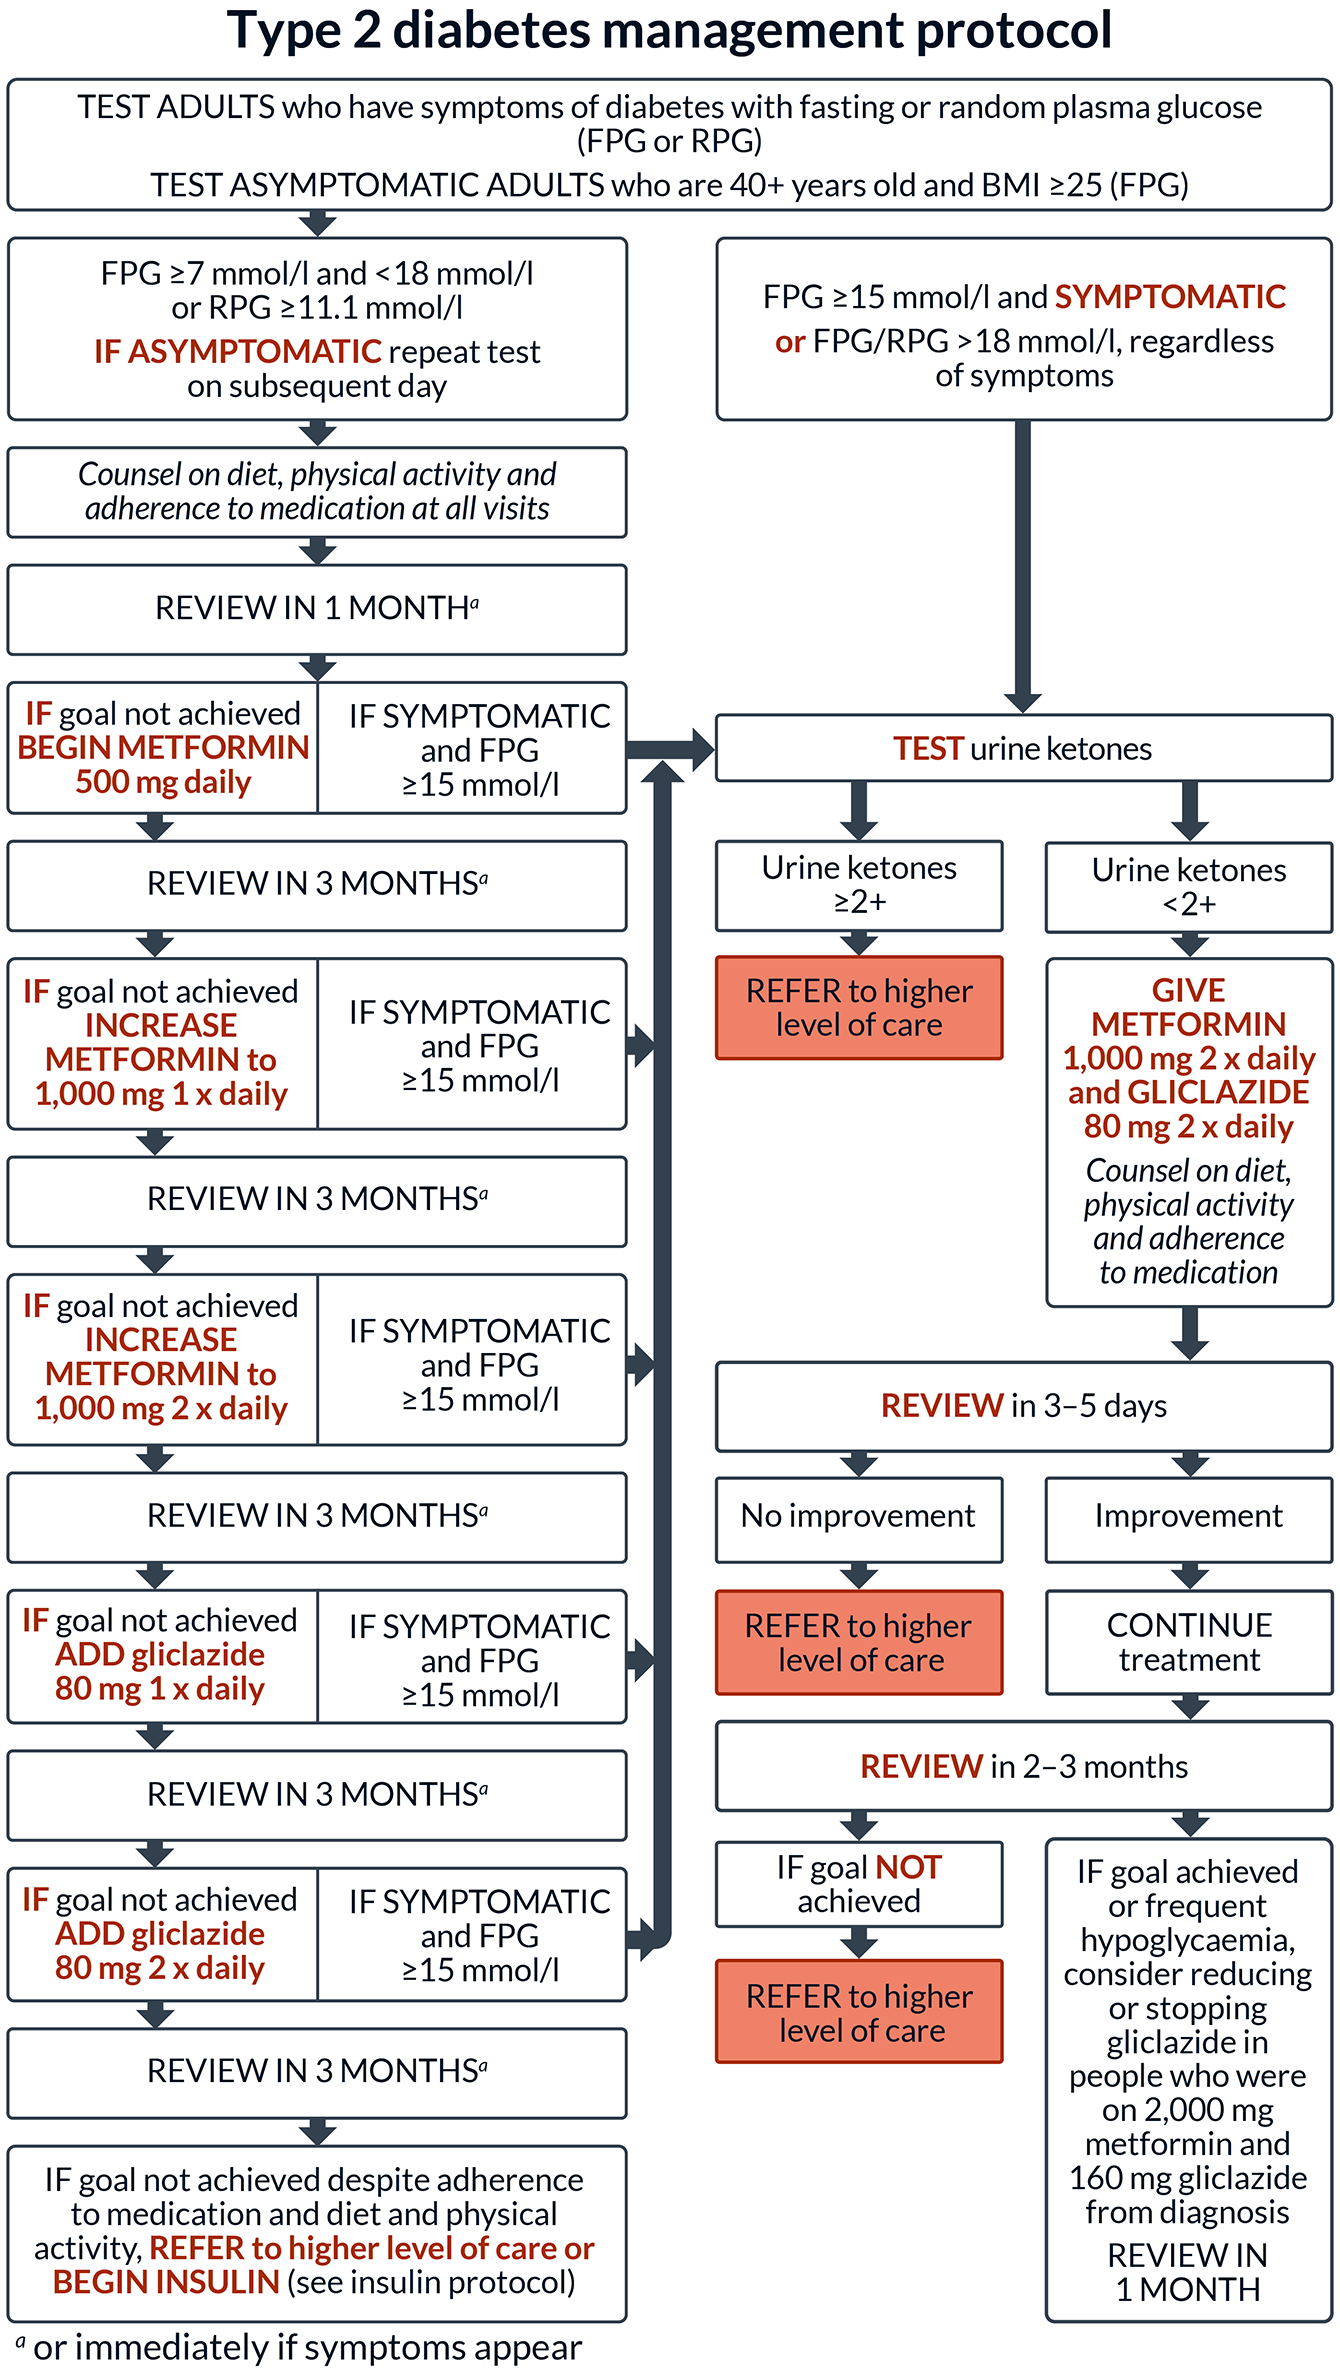 Type 2 diabetes management protocol
TEST ADULTS who have symptoms of diabetes with fasting or random plasma glucose
(FPG or RPG)
TEST ASYMPTOMATIC ADULTS who are 40+ years old and BMI ≥25 (FPG)
FPG ≥7 mmol/l and <18 mmol/l
or RPG ≥11.1 mmol/l
IF ASYMPTOMATIC repeat test
on subsequent day
Counsel on diet, physical activity and
adherence to medication at all visits
REVIEW IN 1 MONTHᵃ
IF goal not achieved
BEGIN METFORMIN
500 mg daily
IF SYMPTOMATIC
and FPG
≥15 mmol/l
REVIEW IN 3 MONTHSᵃ
IF goal not achieved
INCREASE
METFORMIN to
1,000 mg 1 x daily
IF SYMPTOMATIC
and FPG
≥15 mmol/l
REVIEW IN 3 MONTHSᵃ
IF goal not achieved
INCREASE
METFORMIN to
1,000 mg 2 x daily
IF SYMPTOMATIC
and FPG
≥15 mmol/l
REVIEW IN 3 MONTHSᵃ
IF goal not achieved
ADD gliclazide
80 mg 1 x daily
IF SYMPTOMATIC
and FPG
≥15 mmol/l
REVIEW IN 3 MONTHSᵃ
IF goal not achieved
ADD gliclazide
80 mg 2 x daily
IF SYMPTOMATIC
and FPG
≥15 mmol/l
REVIEW IN 3 MONTHSᵃ
IF goal not achieved despite adherence
to medication and diet and physical
activity, REFER to higher level of care or
BEGIN INSULIN (see insulin protocol)
ᵃ or immediately if symptoms appear
FPG ≥15 mmol/l and SYMPTOMATIC
or FPG/RPG >18 mmol/l, regardless
of symptoms
TEST urine ketones
Urine ketones
≥2+
REFER to higher
level of care
Urine ketones
<2+
GIVE
METFORMIN
1,000 mg 2 x daily
and GLICLAZIDE
80 mg 2 x daily
Counsel on diet,
physical activity
and adherence
to medication
REVIEW in 3–5 days
No improvement
REFER to higher
level of care
Improvement
CONTINUE
treatment
REVIEW in 2–3 months
IF goal NOT
achieved
REFER to higher
level of care
IF goal achieved
or frequent
hypoglycaemia,
consider reducing
or stopping
gliclazide in
people who were
on 2,000 mg
metformin and
160 mg gliclazide
from diagnosis
REVIEW IN
1 MONTH